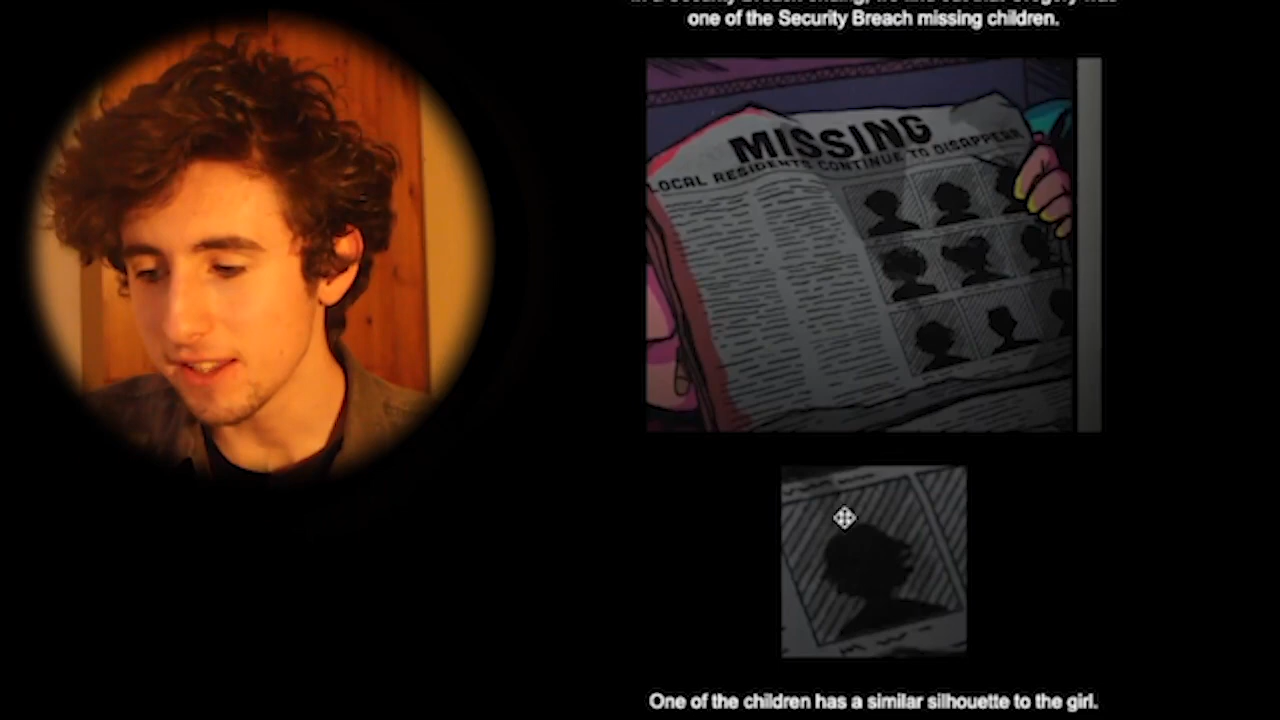 one of the Security Breach missing children.
MISSING
LOCAL RESIDENTS CONTINUE TO DISAPPEAR
One of the children has a similar silhouette to the girl.